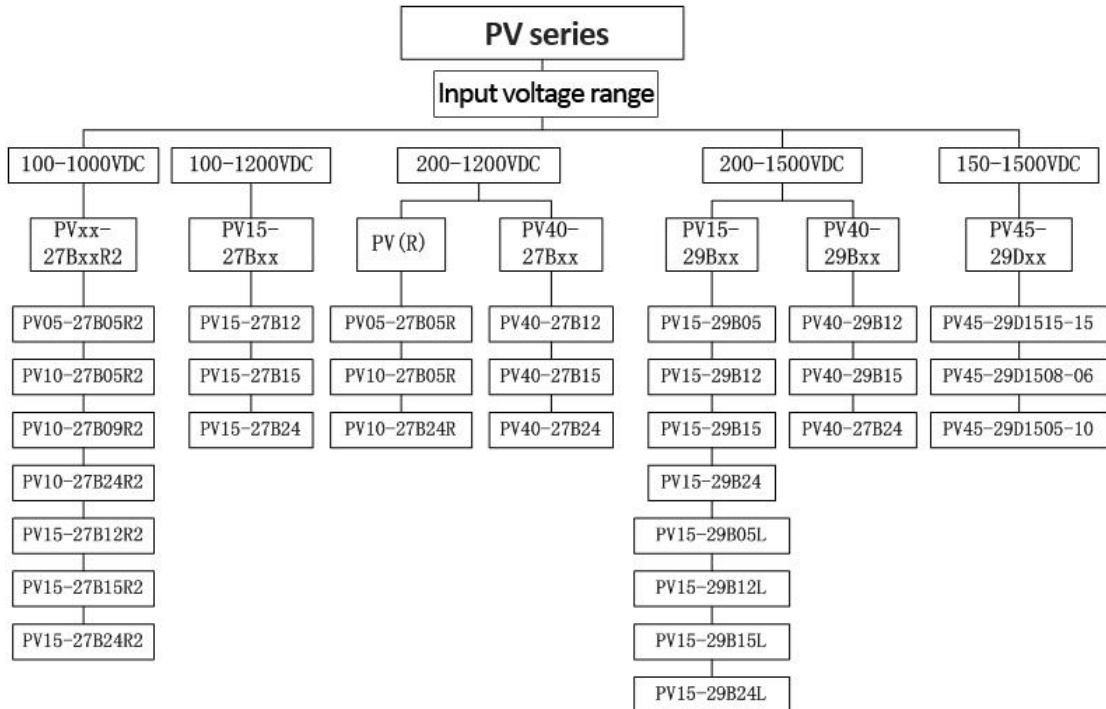 PV series
Input voltage range
100-1000VDC
100-1200VDC
200-1200VDC
200-1500VDC
150-1500VDC
PVxx-
27BxxR2
PV15-
27Bxx
PV(R)
PV40-
27Bxx
PV15-
29Bxx
PV40-
29Bxx
PV45-
29Dxx
PV05-27B05R2
PV15-27B12
PV05-27B05R
PV40-27B12
PV15-29B05
PV40-29B12
PV45-29D1515-15
PV10-27B05R2
PV15-27B15
PV10-27B05R
PV40-27B15
PV15-29B12
PV40-29B15
PV45-29D1508-06
PV10-27B09R2
PV15-27B24
PV10-27B24R
PV40-27B24
PV15-29B15
PV40-27B24
PV45-29D1505-10
PV10-27B24R2
PV15-29B24
PV15-27B12R2
PV15-29B05L
PV15-27B15R2
PV15-29B12L
PV15-27B24R2
PV15-29B15L
PV15-29B24L